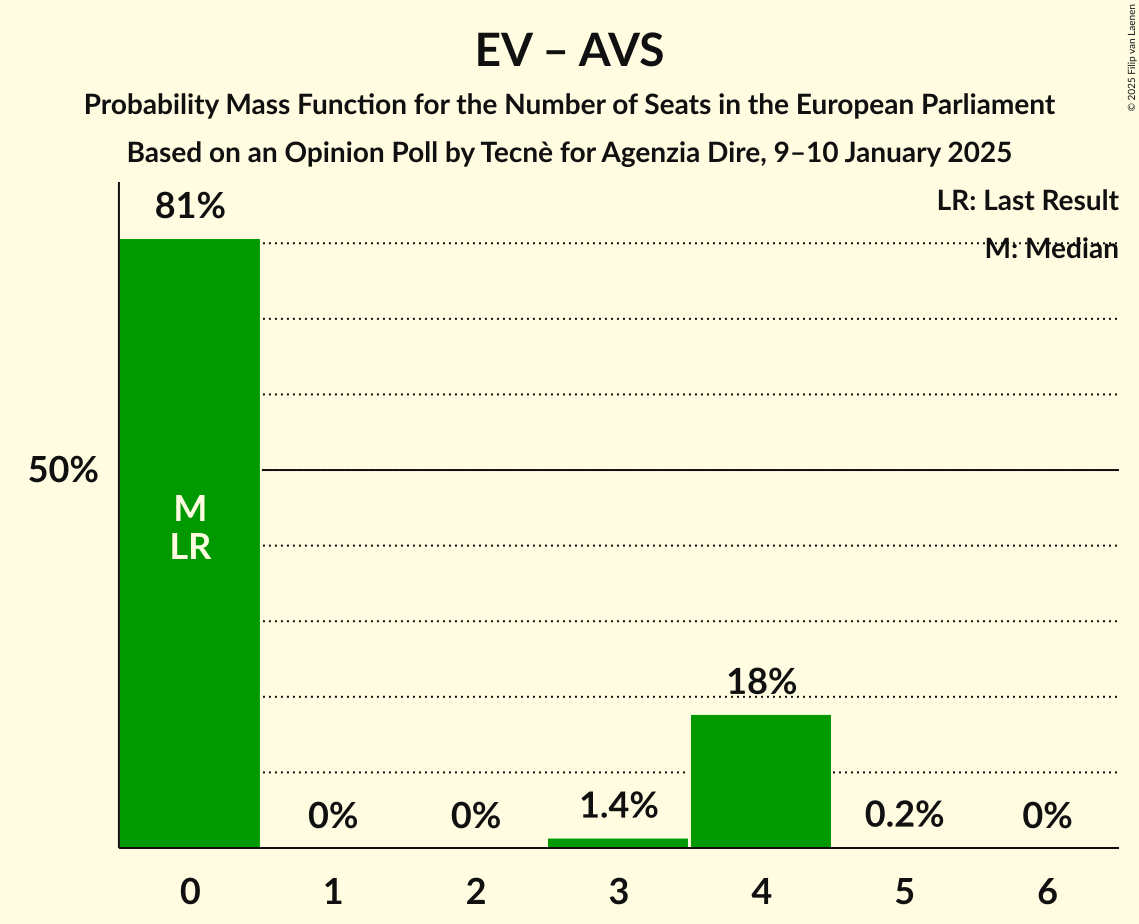 EV – AVS
Probability Mass Function for the Number of Seats in the European Parliament
Based on an Opinion Poll by Tecnè for Agenzia Dire, 9–10 January 2025
© 2025 Filip van Laenen
LR: Last Result
M: Median
81%
50%
M
LR
0%
0%
1.4%
18%
0.2%
0%
0
1
2
3
4
5
6